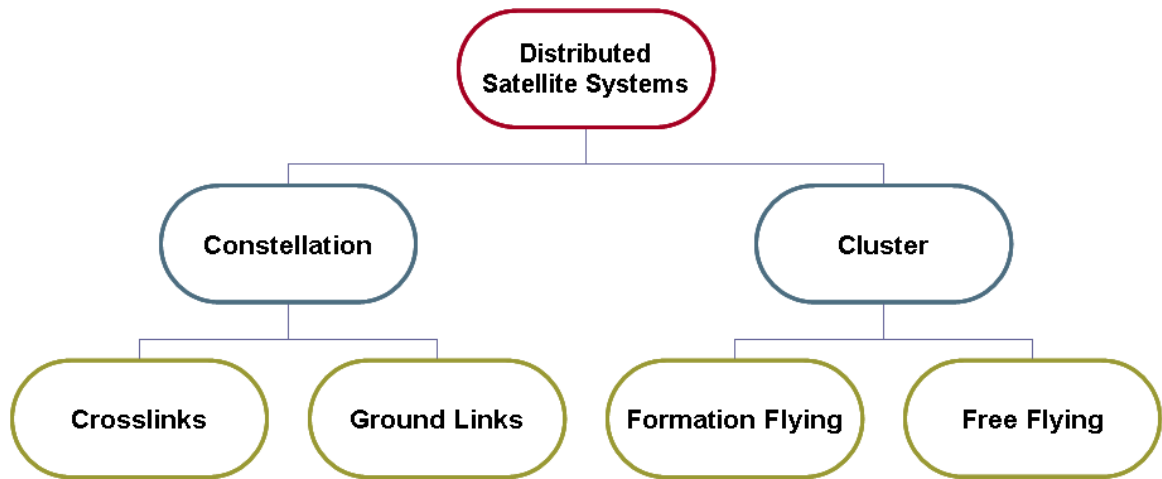 Distributed
Satellite Systems
Constellation
Cluster
Crosslinks
Ground Links
Formation Flying
Free Flying